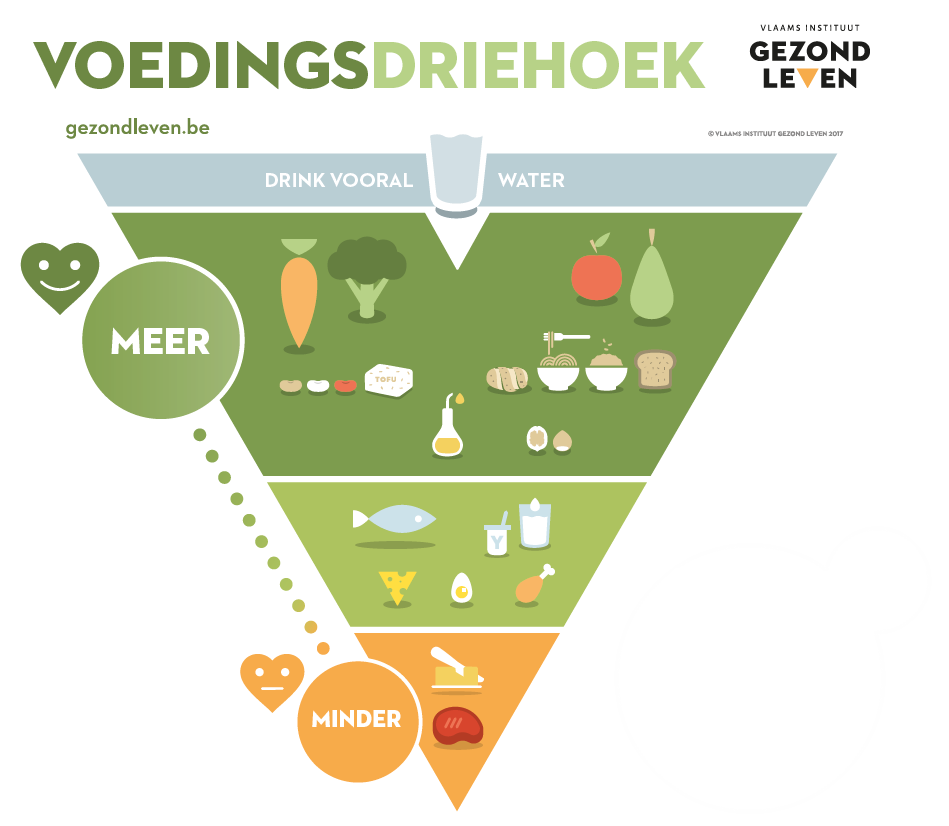 VLAAMS INSTITUUT
VOEDINGSDRIEHOEK
GEZOND
LEVEN
gezondleven.be
© VLAAMS INSTITUUT GEZOND LEVEN 2017
DRINK VOORAL WATER
MEER
TOFU
Y
MINDER